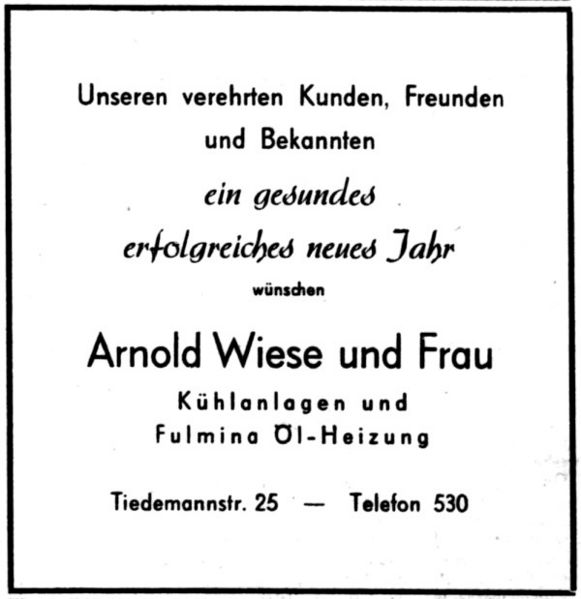 Unseren verehrten Kunden, Freunden
und Bekannten
ein gesundes
erfolgreiches neues Jahr
wünschen
Arnold Wiese und Frau
Kühlanlagen und
Fulmina Öl-Heizung
Tiedemannstr. 25 — Telefon 530